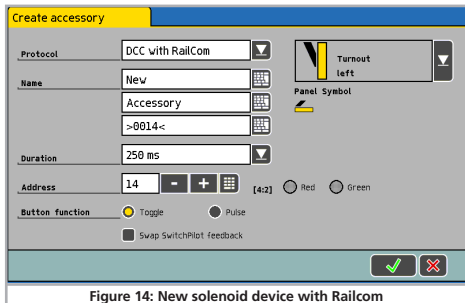 Create accessory
Protocol
DCC with RailCom
Turnout
left
Name
New
Accessory
>0014<
Panel Symbol
Duration
250 ms
Address
14
- +
[4:2]
Red
Green
Button function
Toggle
Pulse
Swap SwitchPilot feedback
Figure 14: New solenoid device with Railcom